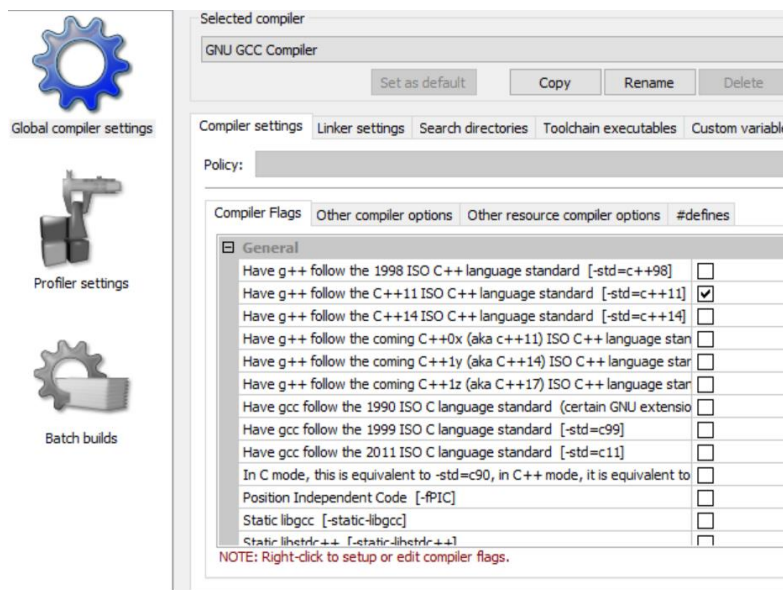 Selected compiler
GNU GCC Compiler
Set as default Copy Rename Delete
Global compiler settings
Compiler settings Linker settings Search directories Toolchain executables Custom variable
Policy:
Compiler Flags Other compiler options Other resource compiler options #defines
General
Have g++ follow the 1998 ISO C++ language standard [-std=c++98]
Have g++ follow the C++11 ISO C++ language standard [-std=c++11]
Have g++ follow the C++14 ISO C++ language standard [-std=c++14]
Have g++ follow the coming C++0x (aka c++11) ISO C++ language stan
Have g++ follow the coming C++1y (aka C++14) ISO C++ language star
Have g++ follow the coming C++1z (aka C++17) ISO C++ language star
Have gcc follow the 1990 ISO C language standard (certain GNU extensio
Have gcc follow the 1999 ISO C language standard [-std=c99]
Have gcc follow the 2011 ISO C language standard [-std=c11]
In C mode, this is equivalent to -std=c90, in C++ mode, it is equivalent to
Position Independent Code [-fPIC]
Static libgcc [-static-libgcc]
Static libstdc++ [-static-libstdc++]
NOTE: Right-click to setup or edit compiler flags.
Profiler settings
Batch builds